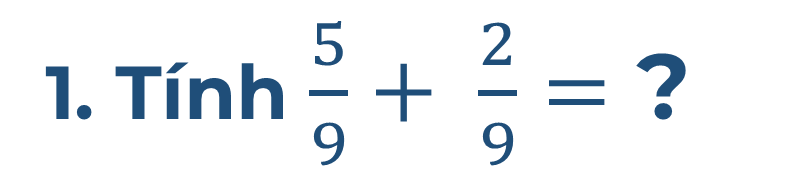 1. Tính 5/9 + 2/9 = ?